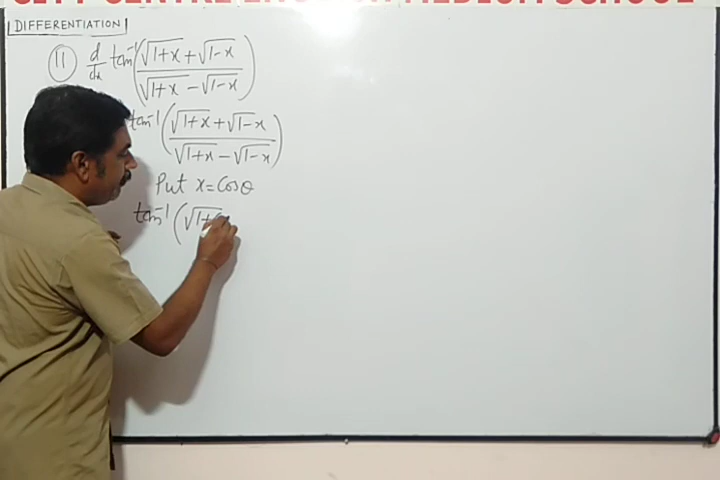 DIFFERENTIATION
11 d/dx tan⁻¹((√1+x + √1-x)/(√1+x - √1-x))
tan⁻¹((√1+x + √1-x)/(√1+x - √1-x))
Put x = Cosθ
tan⁻¹(√1+